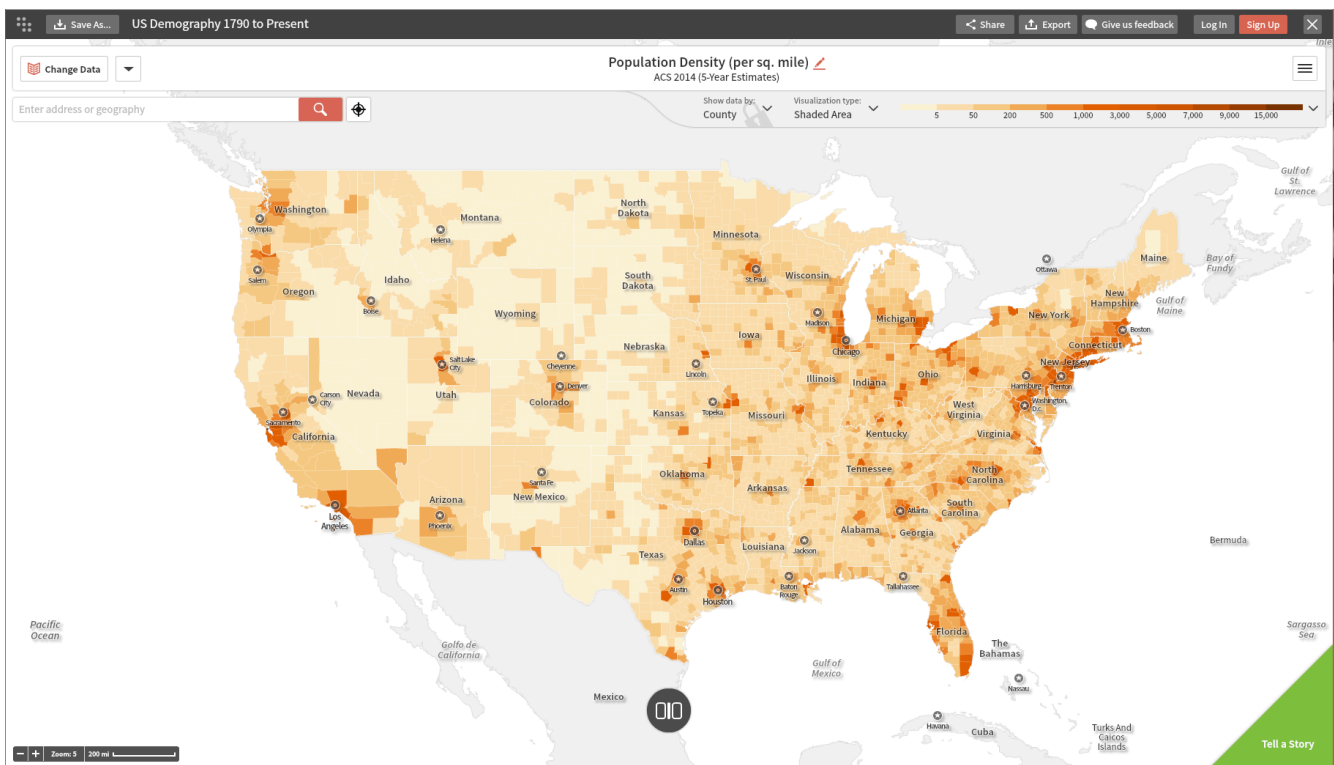 Save As...
US Demography 1790 to Present
Share
Export
Give us feedback
Log In
Sign Up
Change Data
Population Density (per sq. mile)
ACS 2014 (5-Year Estimates)
Enter address or geography
Show data by:
County
Visualization type:
Shaded Area
5 50 200 500 1,000 3,000 5,000 7,000 9,000 15,000
Gulf of
St.
Lawrence
Washington
Olympia
Montana
Helena
North
Dakota
Minnesota
St. Paul
Wisconsin
Maine
Bay of
Fundy
Ottawa
Salem
Oregon
Idaho
Boise
South
Dakota
Wyoming
Madison
Michigan
New York
New
Hampshire
Gulf of
Maine
Boston
Connecticut
Nebraska
Iowa
Chicago
New Jersey
Salt Lake
City
Cheyenne
Lincoln
Illinois
Indiana
Ohio
Harrisburg
Trenton
Carson
City
Nevada
Utah
Denver
Colorado
Kansas
Topeka
Missouri
West
Virginia
Washington,
D.c.
Sacramento
California
Kentucky
Virginia
Oklahoma
Tennessee
North
Carolina
Santa Fe
New Mexico
Arkansas
Arizona
Phoenix
Los
Angeles
South
Carolina
Atlanta
Alabama
Georgia
Dallas
Texas
Louisiana
Jackson
Bermuda
Austin
Houston
Baton
Rouge
Tallahassee
Pacific
Ocean
Florida
Sargasso
Sea
Golfo de
California
The
Bahamas
Gulf of
Mexico
Nassau
Mexico
Havana
Cuba
Turks And
Caicos
Islands
Tell a Story
Zoom: 5
200 mi